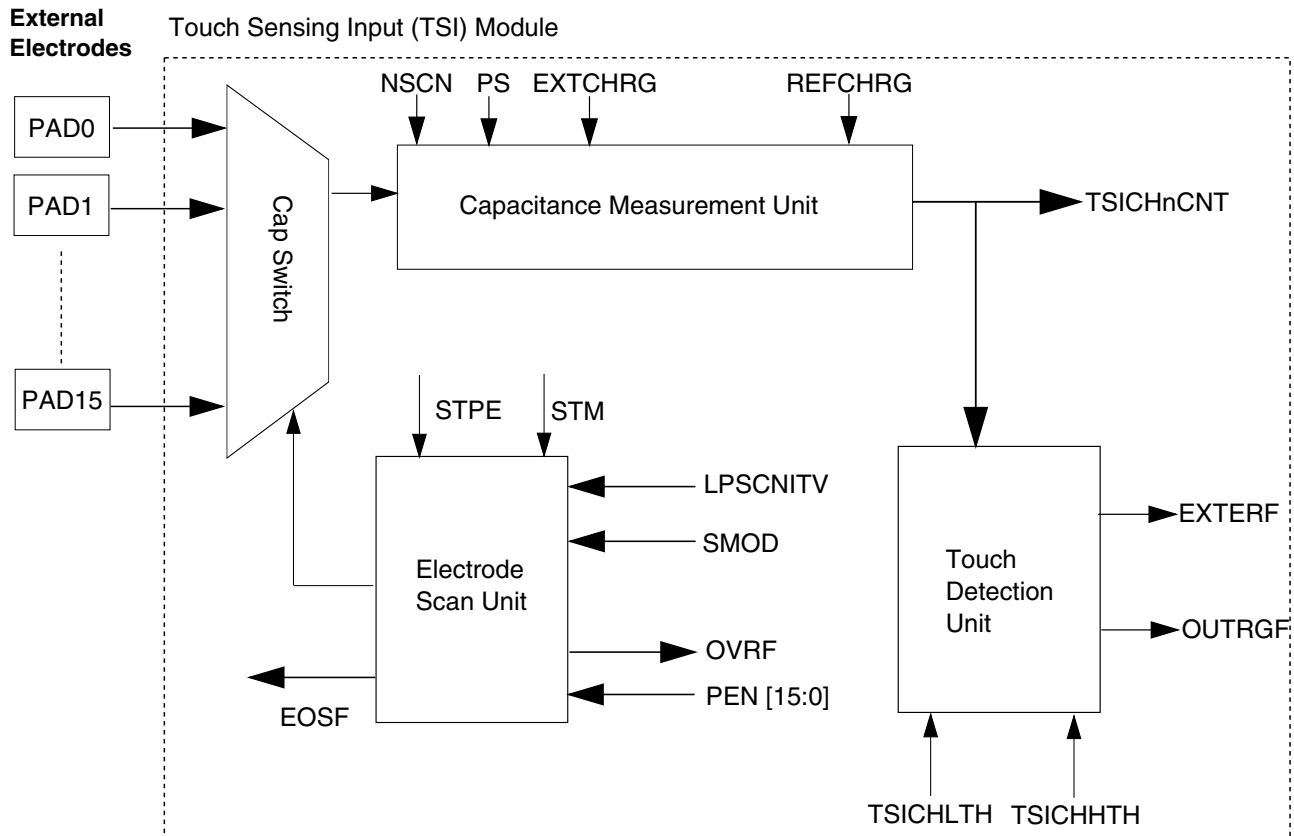 External
Electrodes
Touch Sensing Input (TSI) Module
NSCN PS EXTCHRG REFCHRG
PAD0
PAD1
PAD15
Cap Switch
Capacitance Measurement Unit
TSICHnCNT
STPE STM
Electrode
Scan Unit
LPSCNITV
SMOD
OVRF
PEN [15:0]
EOSF
Touch
Detection
Unit
EXTERF
OUTRGF
TSICHLTH TSICHHTH